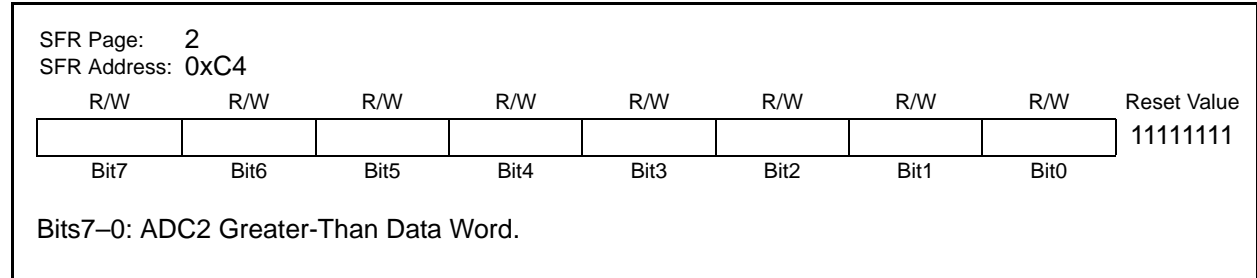 SFR Page: 2
SFR Address: 0xC4
R/W R/W R/W R/W R/W R/W R/W R/W Reset Value
11111111
Bit7 Bit6 Bit5 Bit4 Bit3 Bit2 Bit1 Bit0
Bits7–0: ADC2 Greater-Than Data Word.